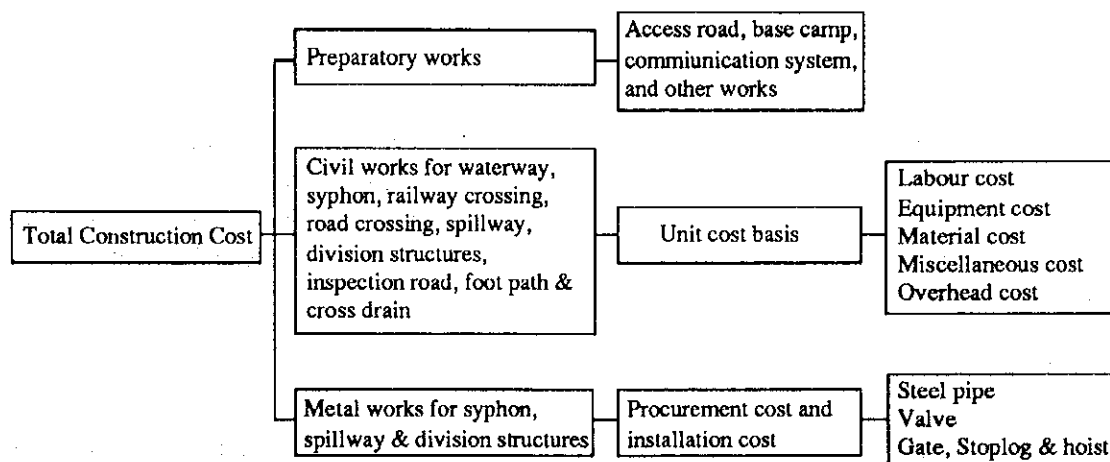 Total Construction Cost
Preparatory works
Access road, base camp,
commiunication system,
and other works
Civil works for waterway,
syphon, railway crossing,
road crossing, spillway,
division structures,
inspection road, foot path &
cross drain
Unit cost basis
Labour cost
Equipment cost
Material cost
Miscellaneous cost
Overhead cost
Metal works for syphon,
spillway & division structures
Procurement cost and
installation cost
Steel pipe
Valve
Gate, Stoplog & hoist